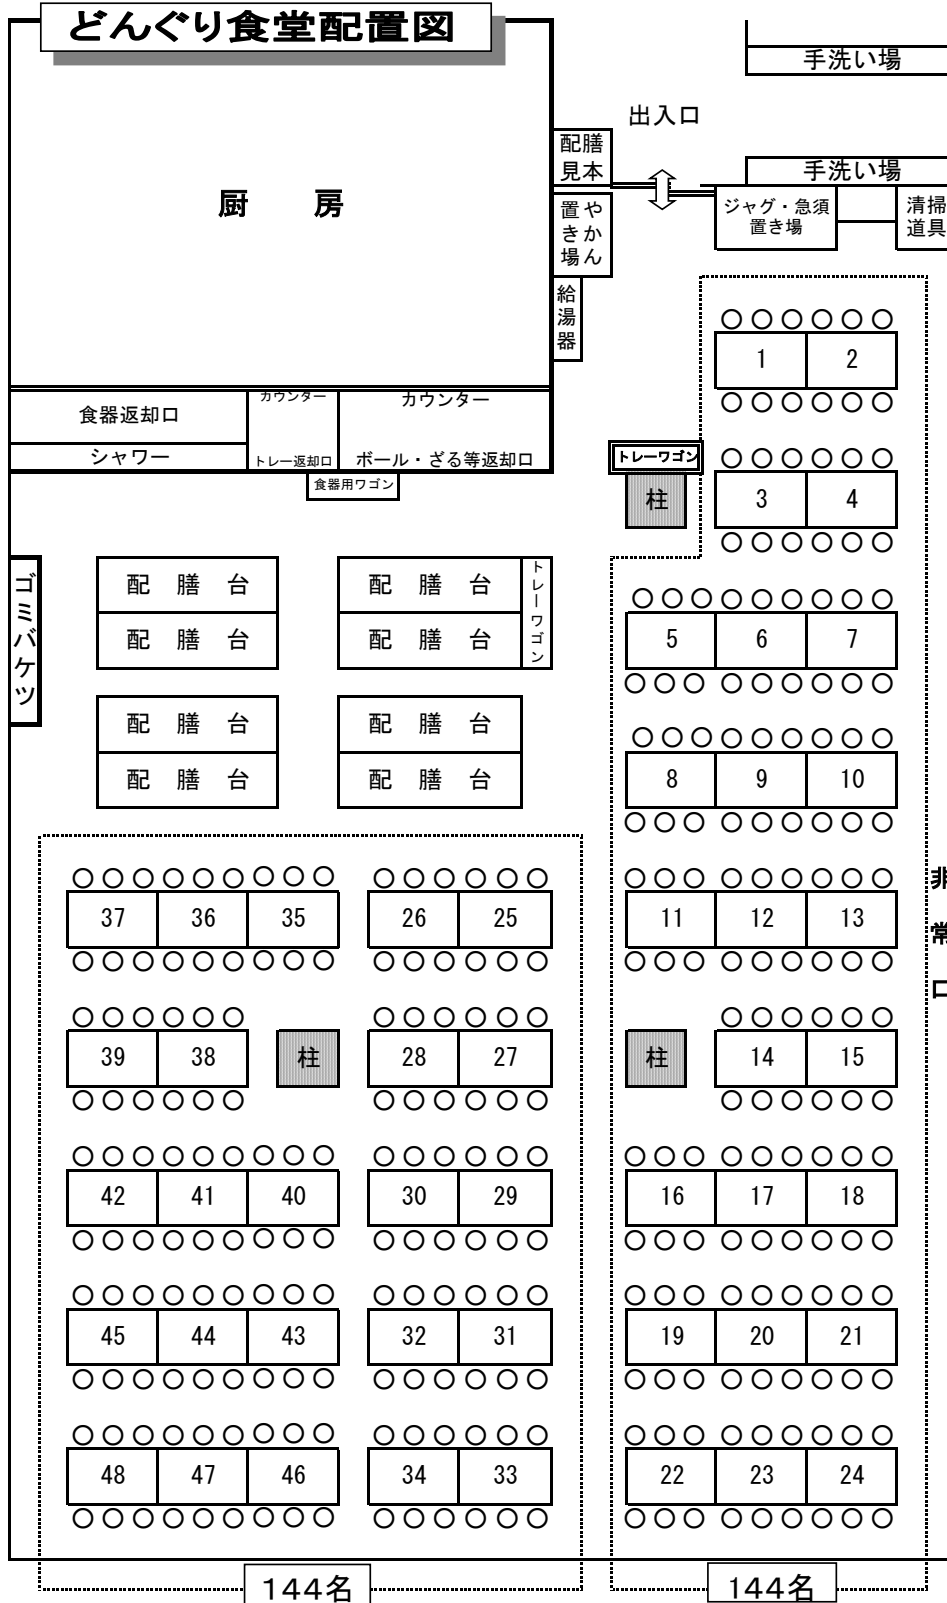 どんぐり食堂配置図
手洗い場
出入口
配膳
見本
手洗い場
厨　房
やかん
置き場
ジャグ・急須
置き場
清掃
道具
給湯器
1 2
食器返却口
カウンター
カウンター
シャワー
トレー返却口
ボール・ざる等返却口
トレーワゴン
食器用ワゴン
柱
3 4
ゴミバケツ
配膳台
配膳台
トレーワゴン
配膳台
配膳台
5 6 7
配膳台
配膳台
配膳台
配膳台
8 9 10
非常口
37 36 35 26 25 11 12 13
39 38 柱 28 27 柱 14 15
42 41 40 30 29 16 17 18
45 44 43 32 31 19 20 21
48 47 46 34 33 22 23 24
144名
144名